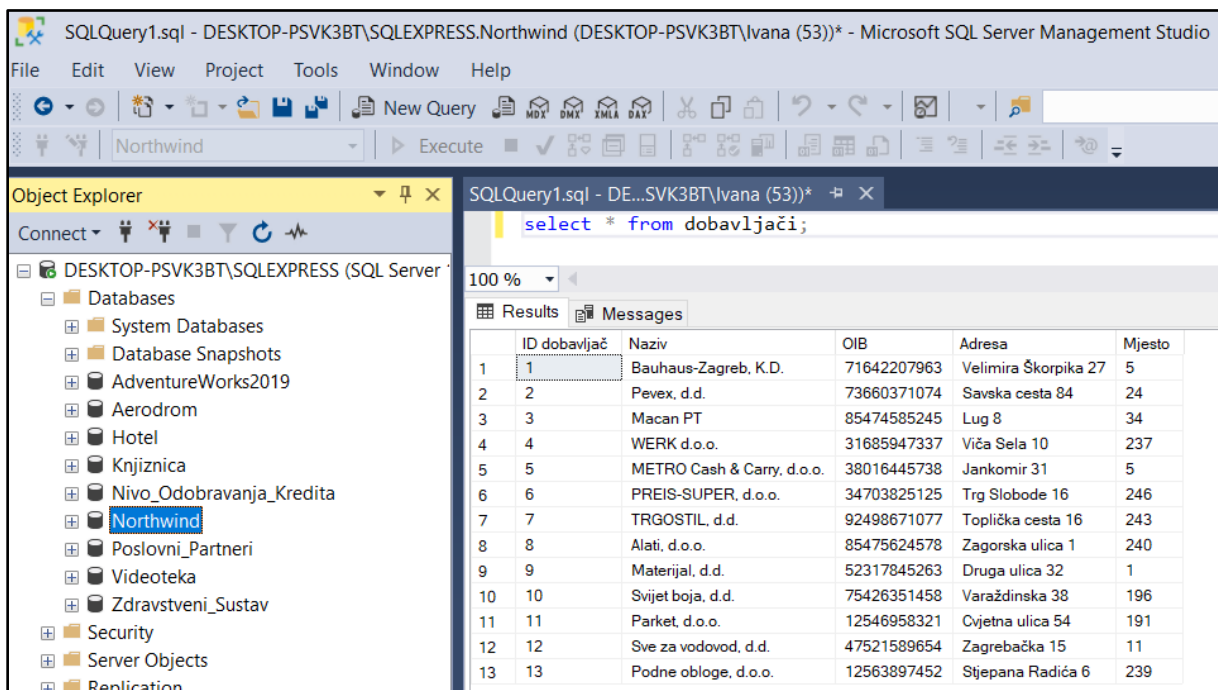 SQLQuery1.sql - DESKTOP-PSVK3BT\SQLEXPRESS.Northwind (DESKTOP-PSVK3BT\Ivana (53))* - Microsoft SQL Server Management Studio
File Edit View Project Tools Window Help
New Query MDX DMX XMLA DAX
Northwind Execute
Object Explorer
Connect
DESKTOP-PSVK3BT\SQLEXPRESS (SQL Server
Databases
System Databases
Database Snapshots
AdventureWorks2019
Aerodrom
Hotel
Knjiznica
Nivo_Odobravanja_Kredita
Northwind
Poslovni_Partneri
Videoteka
Zdravstveni_Sustav
Security
Server Objects
Replication
SQLQuery1.sql - DE...SVK3BT\Ivana (53))*
select * from dobavljači;
100 %
Results Messages
ID dobavljač Naziv OIB Adresa Mjesto
1 1 Bauhaus-Zagreb, K.D. 71642207963 Velimira Škorpika 27 5
2 2 Pevex, d.d. 73660371074 Savska cesta 84 24
3 3 Macan PT 85474585245 Lug 8 34
4 4 WERK d.o.o. 31685947337 Viča Sela 10 237
5 5 METRO Cash & Carry, d.o.o. 38016445738 Jankomir 31 5
6 6 PREIS-SUPER, d.o.o. 34703825125 Trg Slobode 16 246
7 7 TRGOSTIL, d.d. 92498671077 Toplička cesta 16 243
8 8 Alati, d.o.o. 85475624578 Zagorska ulica 1 240
9 9 Materijal, d.d. 52317845263 Druga ulica 32 1
10 10 Svijet boja, d.d. 75426351458 Varaždinska 38 196
11 11 Parket, d.o.o. 12546958321 Cvjetna ulica 54 191
12 12 Sve za vodovod, d.d. 47521589654 Zagrebačka 15 11
13 13 Podne obloge, d.o.o. 12563897452 Stjepana Radića 6 239